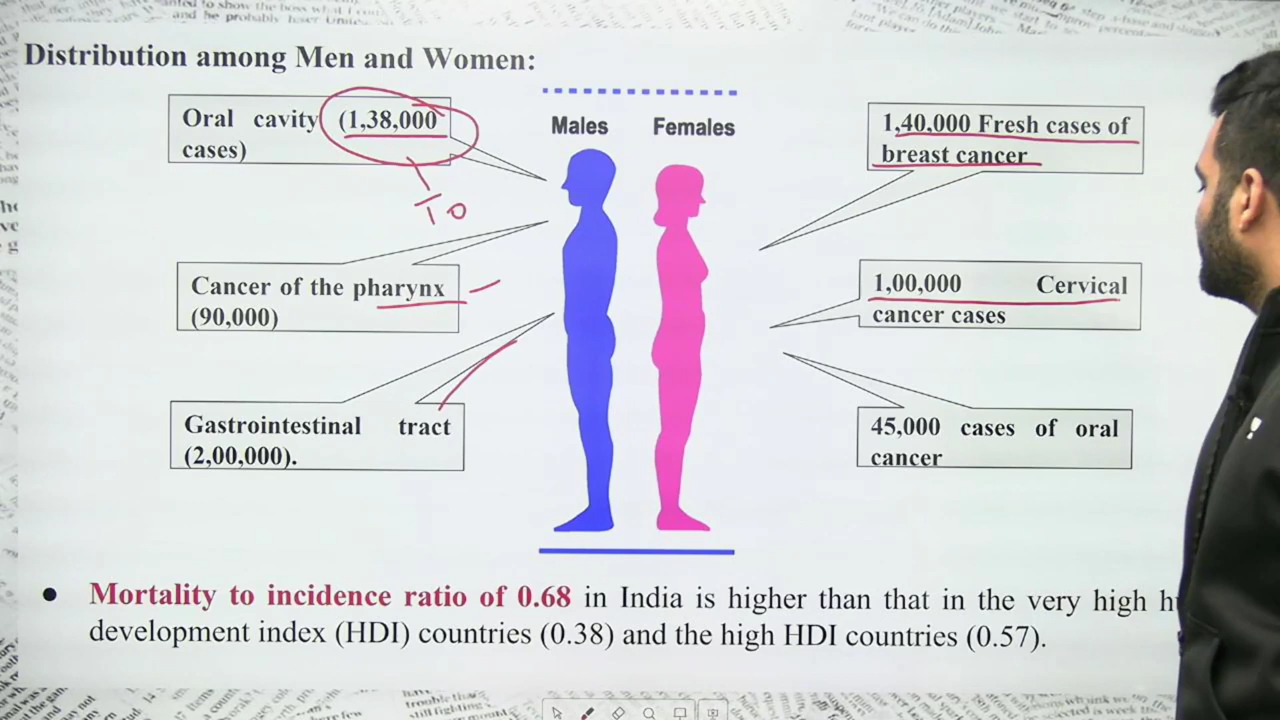 Distribution among Men and Women:
Oral cavity (1,38,000
cases)
To
Cancer of the pharynx
(90,000)
Gastrointestinal tract
(2,00,000).
Males Females
1,40,000 Fresh cases of
breast cancer
1,00,000 Cervical
cancer cases
45,000 cases of oral
cancer
• Mortality to incidence ratio of 0.68 in India is higher than that in the very high
development index (HDI) countries (0.38) and the high HDI countries (0.57).